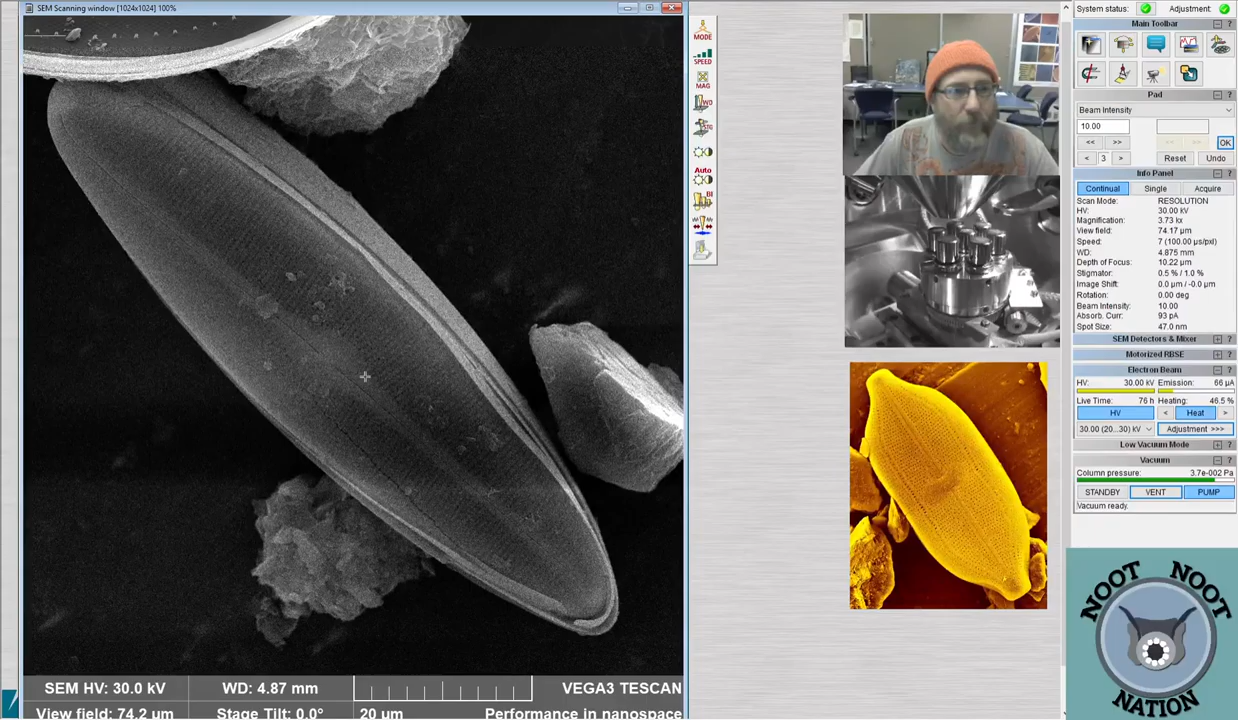 SEM Scanning window [1024x1024] 100%
SEM HV: 30.0 kV
WD: 4.87 mm
VEGA3 TESCAN
View field: 74.2 µm
Stage Tilt: 0.0°
20 µm
Performance in nanospace
MODE
SPEED
MAG
WD
STG
Auto
BI
System status:
Adjustment:
Main Toolbar
Pad
Beam Intensity
10.00
<< >>
OK
< 3 >
Reset
Undo
Info Panel
Continual
Single
Acquire
Scan Mode: RESOLUTION
HV: 30.00 kV
Magnification: 3.73 kx
View field: 74.17 µm
Speed: 7 (100.00 µs/pxl)
WD: 4.875 mm
Depth of Focus: 10.22 µm
Stigmator: 0.5 % / 1.0 %
Image Shift: 0.0 µm / -0.0 µm
Rotation: 0.00 deg
Beam Intensity: 10.00
Absorb. Curr: 93 pA
Spot Size: 47.0 nm
SEM Detectors & Mixer
Motorized RBSE
Electron Beam
HV: 30.00 kV Emission: 66 µA
Live Time: 76 h Heating: 46.5 %
HV < Heat >
30.00 (20...30) kV Adjustment >>>
Low Vacuum Mode
Vacuum
Column pressure: 3.7e-002 Pa
STANDBY VENT PUMP
Vacuum ready.
NOOT NOOT
NATION